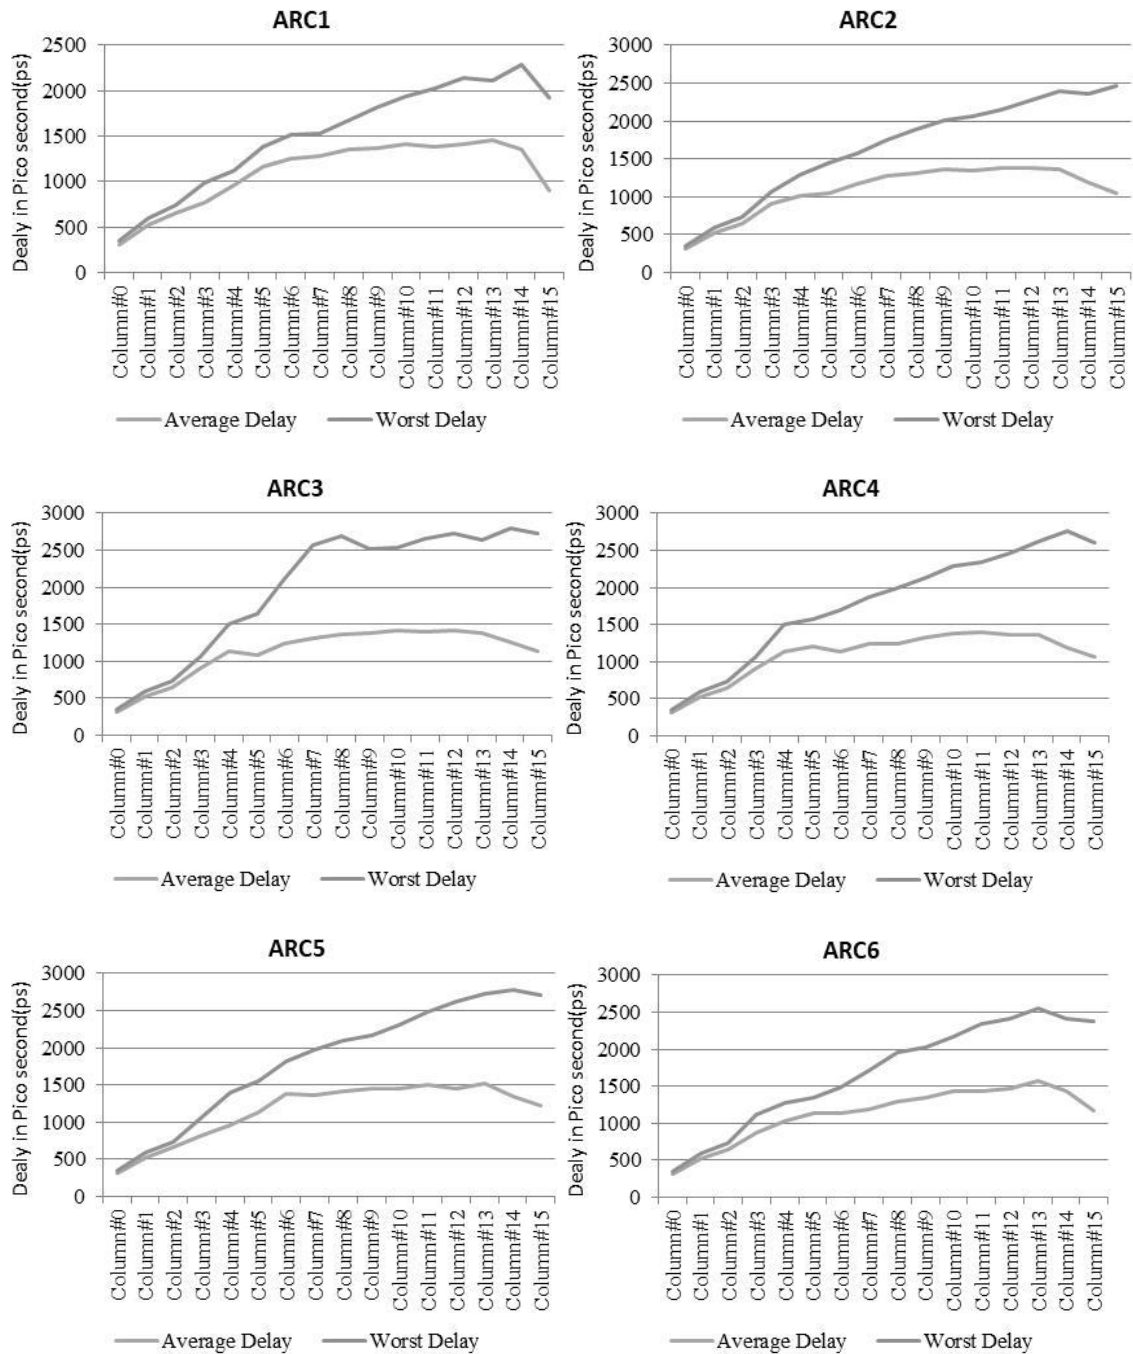 ARC1
Dealy in Pico second(ps)
2500
2000
1500
1000
500
0
Column#0
Column#1
Column#2
Column#3
Column#4
Column#5
Column#6
Column#7
Column#8
Column#9
Column#10
Column#11
Column#12
Column#13
Column#14
Column#15
Average Delay Worst Delay
ARC2
Dealy in Pico second(ps)
3000
2500
2000
1500
1000
500
0
Column#0
Column#1
Column#2
Column#3
Column#4
Column#5
Column#6
Column#7
Column#8
Column#9
Column#10
Column#11
Column#12
Column#13
Column#14
Column#15
Average Delay Worst Delay
ARC3
Dealy in Pico second(ps)
3000
2500
2000
1500
1000
500
0
Column#0
Column#1
Column#2
Column#3
Column#4
Column#5
Column#6
Column#7
Column#8
Column#9
Column#10
Column#11
Column#12
Column#13
Column#14
Column#15
Average Delay Worst Delay
ARC4
Dealy in Pico second(ps)
3000
2500
2000
1500
1000
500
0
Column#0
Column#1
Column#2
Column#3
Column#4
Column#5
Column#6
Column#7
Column#8
Column#9
Column#10
Column#11
Column#12
Column#13
Column#14
Column#15
Average Delay Worst Delay
ARC5
Dealy in Pico second(ps)
3000
2500
2000
1500
1000
500
0
Column#0
Column#1
Column#2
Column#3
Column#4
Column#5
Column#6
Column#7
Column#8
Column#9
Column#10
Column#11
Column#12
Column#13
Column#14
Column#15
Average Delay Worst Delay
ARC6
Dealy in Pico second(ps)
3000
2500
2000
1500
1000
500
0
Column#0
Column#1
Column#2
Column#3
Column#4
Column#5
Column#6
Column#7
Column#8
Column#9
Column#10
Column#11
Column#12
Column#13
Column#14
Column#15
Average Delay Worst Delay